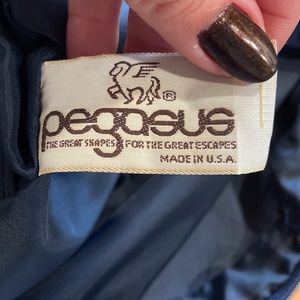 ®
pegasus
THE GREAT SHAPES FOR THE GREAT ESCAPES
MADE IN U.S.A.